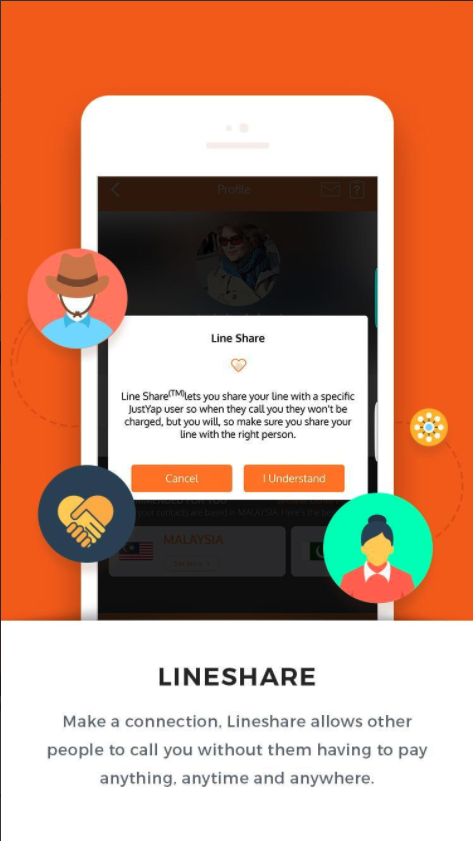 Profile
?
Line Share
Line Share(TM)lets you share your line with a specific
JustYap user so when they call you they won't be
charged, but you will, so make sure you share your
line with the right person.
Cancel
I Understand
your contacts are based in MALAYSIA. Here's the
MALAYSIA
LINESHARE
Make a connection, Lineshare allows other
people to call you without them having to pay
anything, anytime and anywhere.